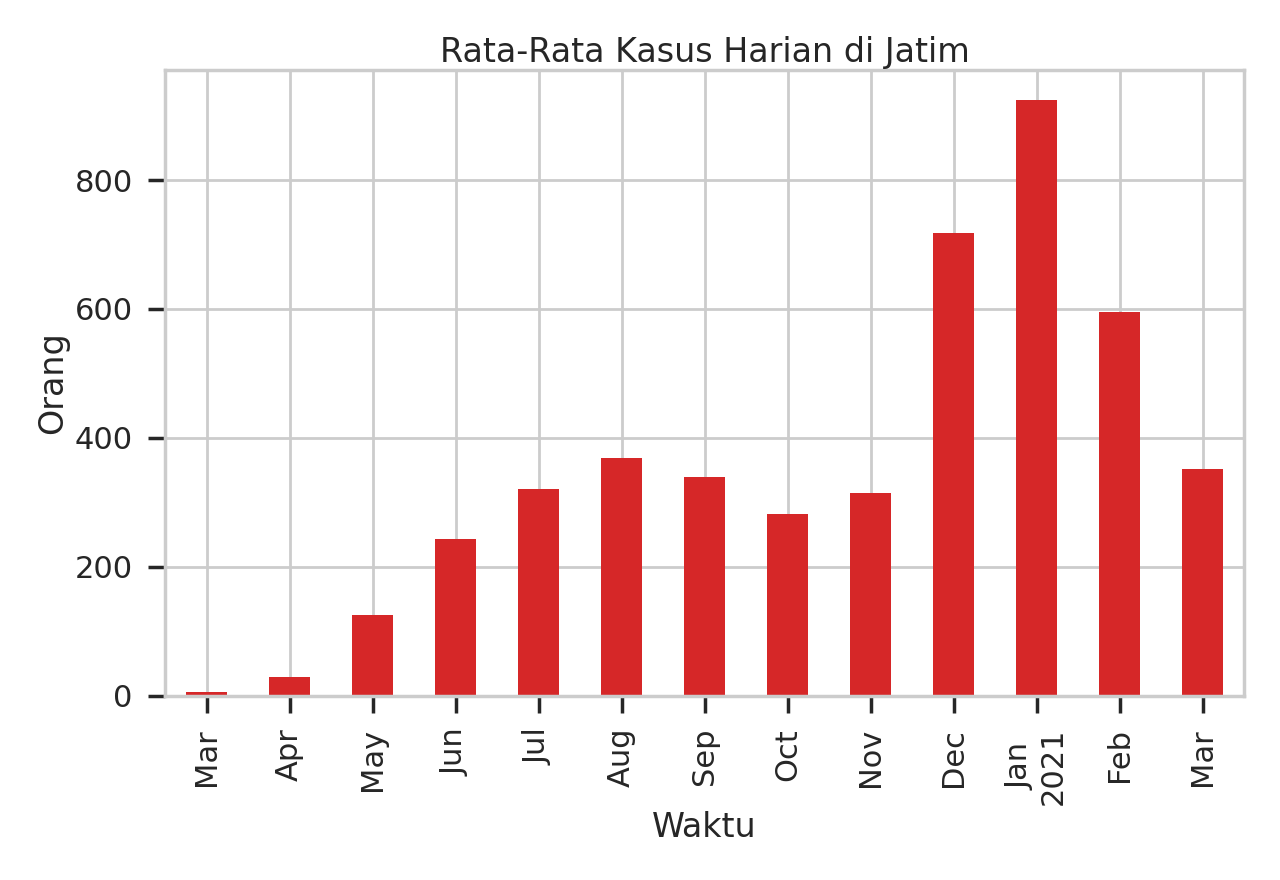 Rata-Rata Kasus Harian di Jatim
800
600
400
200
0
Orang
Mar
Apr
May
Jun
Jul
Aug
Sep
Oct
Nov
Dec
Jan
2021
Feb
Mar
Waktu